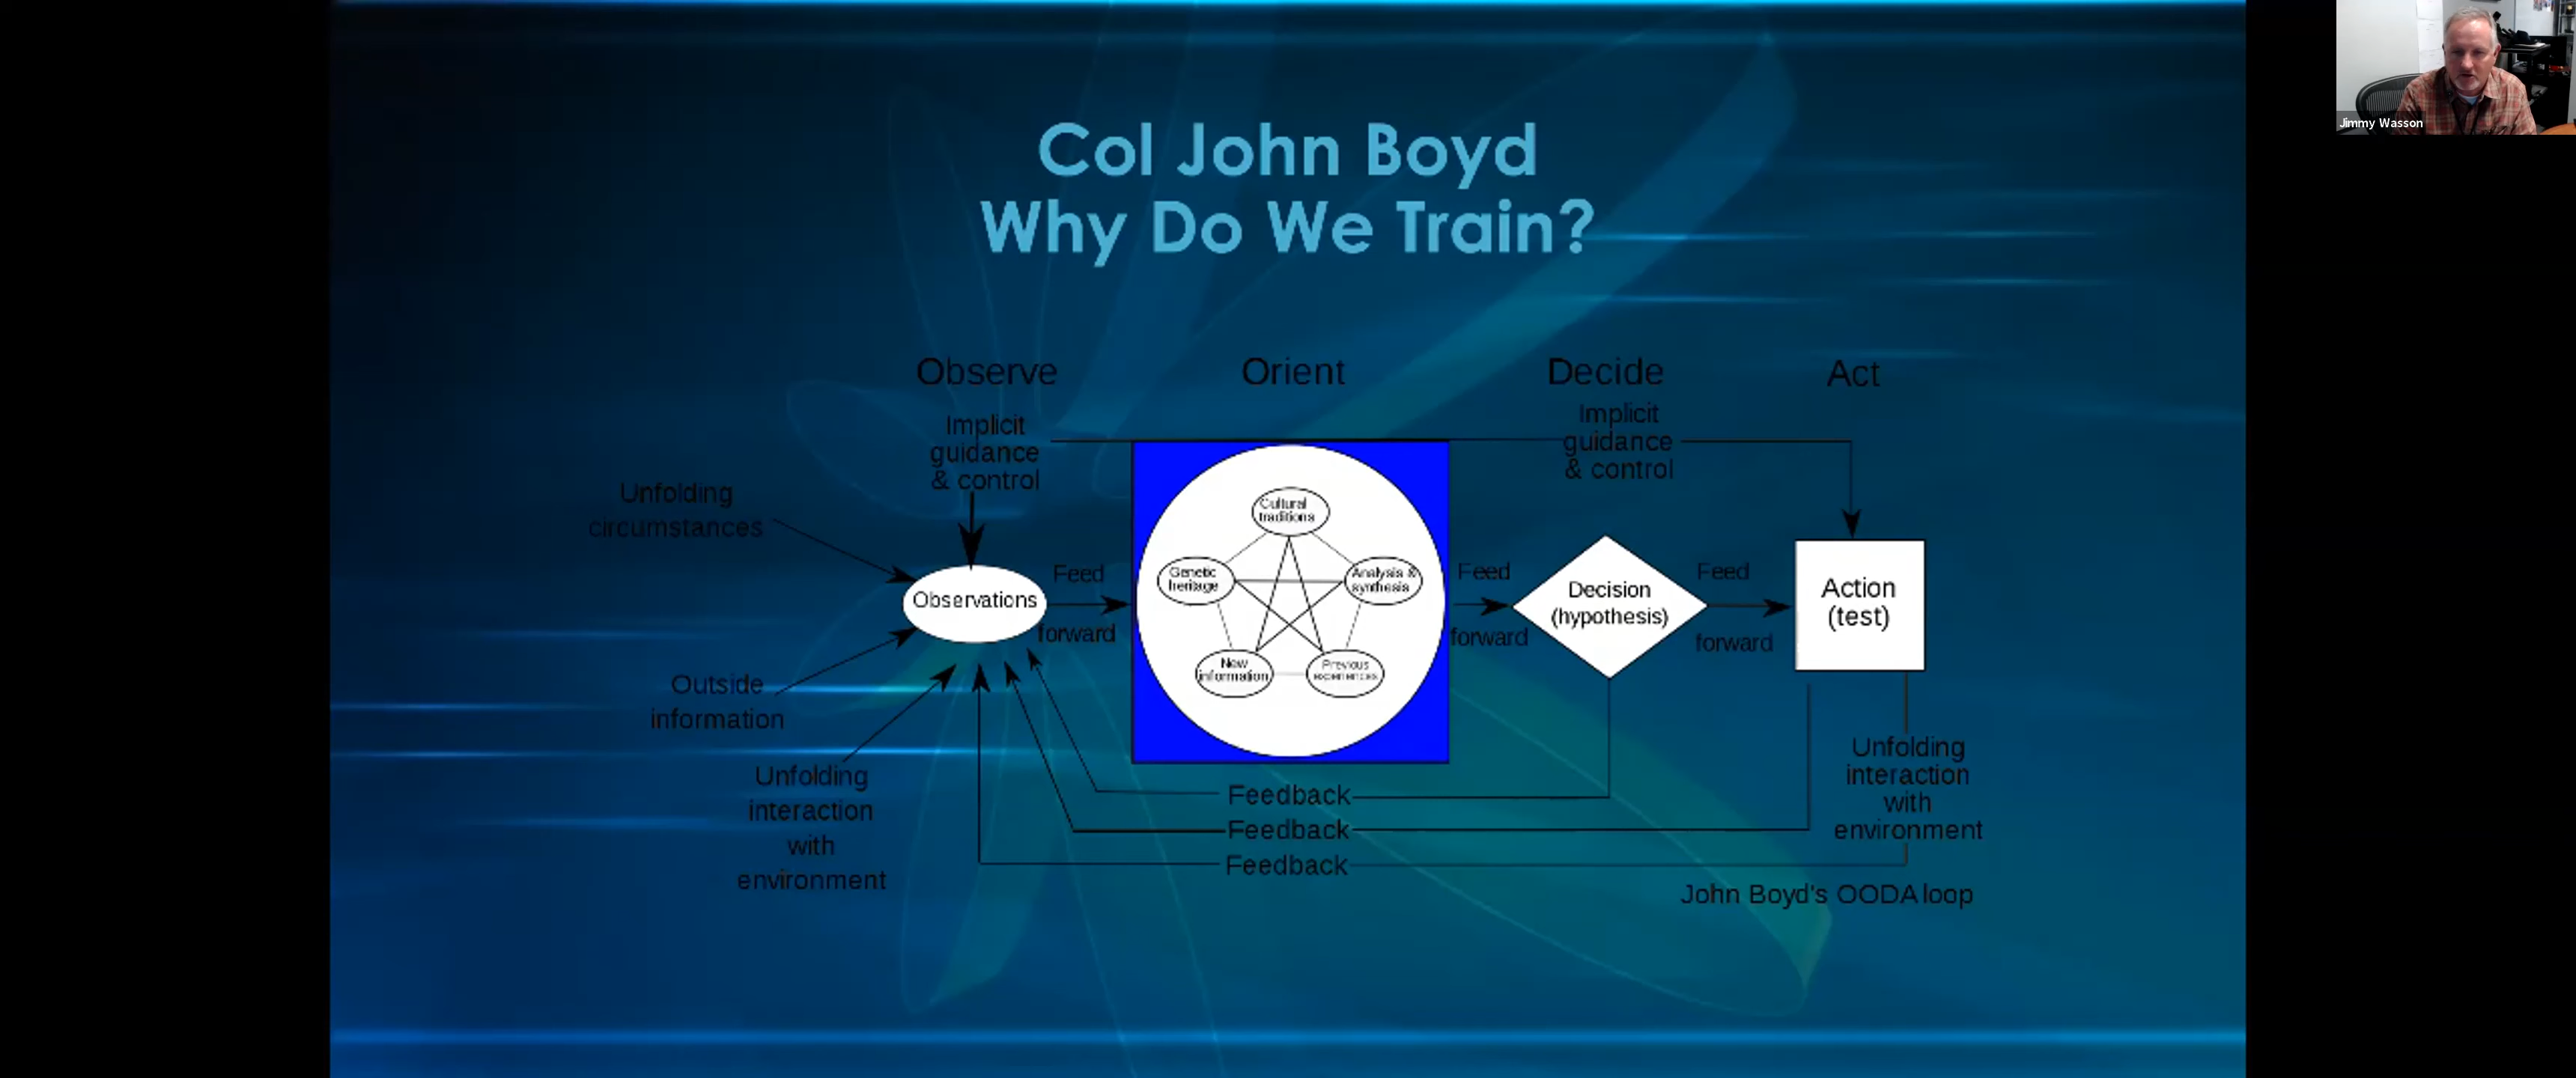 Jimmy Wasson
Col John Boyd
Why Do We Train?
Observe
Orient
Decide
Act
Implicit
guidance
& control
Implicit
guidance
& control
Unfolding
circumstances
Observations
Outside
information
Unfolding
interaction
with
environment
Feed
forward
Cultural
traditions
Genetic
heritage
Analysis &
synthesis
New
information
Previous
experiences
Feed
forward
Decision
(hypothesis)
Feed
forward
Action
(test)
Unfolding
interaction
with
environment
Feedback
Feedback
Feedback
John Boyd's OODA loop